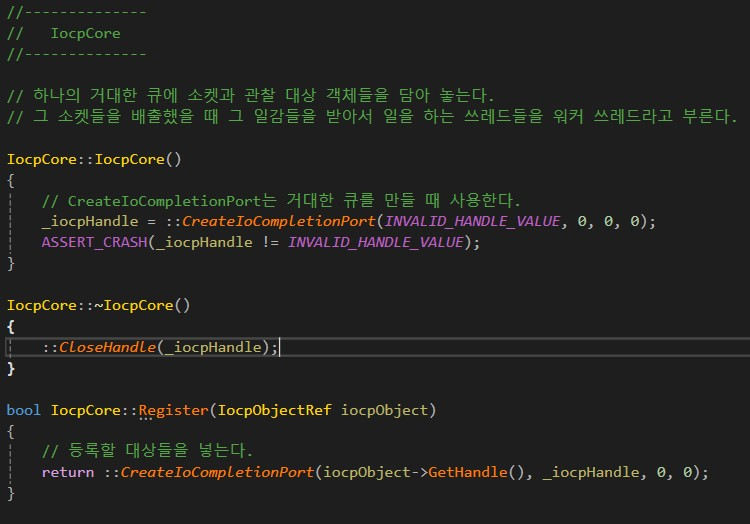 //--------------
//   IocpCore
//--------------
// 하나의 거대한 큐에 소켓과 관찰 대상 객체들을 담아 놓는다.
// 그 소켓들을 배출했을 때 그 일감들을 받아서 일을 하는 쓰레드들을 워커 쓰레드라고 부른다.
IocpCore::IocpCore()
{
    // CreateIoCompletionPort는 거대한 큐를 만들 때 사용한다.
    _iocpHandle = ::CreateIoCompletionPort(INVALID_HANDLE_VALUE, 0, 0, 0);
    ASSERT_CRASH(_iocpHandle != INVALID_HANDLE_VALUE);
}
IocpCore::~IocpCore()
{
    ::CloseHandle(_iocpHandle);
}
bool IocpCore::Register(IocpObjectRef iocpObject)
{
    // 등록할 대상들을 넣는다.
    return ::CreateIoCompletionPort(iocpObject->GetHandle(), _iocpHandle, 0, 0);
}